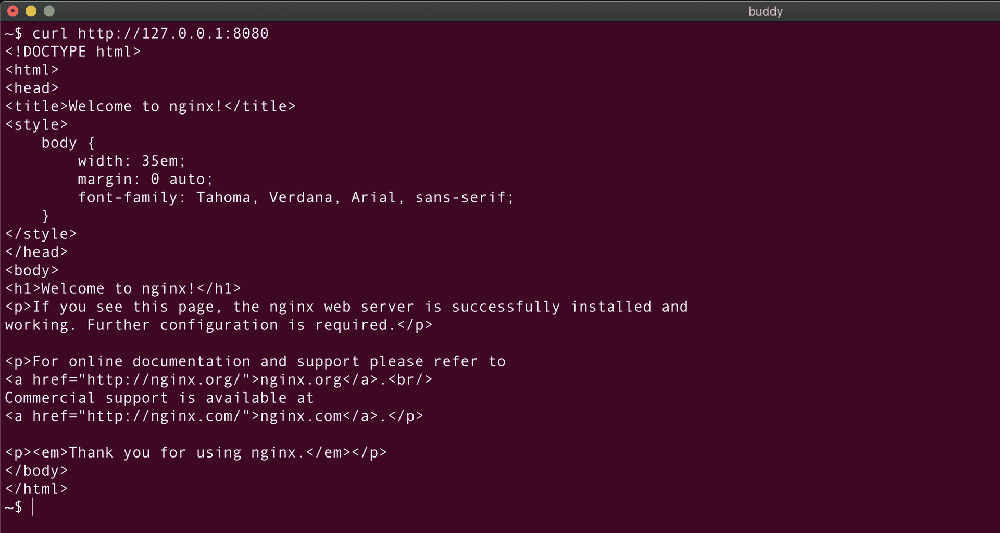 buddy
~$ curl http://127.0.0.1:8080
<!DOCTYPE html>
<html>
<head>
<title>Welcome to nginx!</title>
<style>
    body {
        width: 35em;
        margin: 0 auto;
        font-family: Tahoma, Verdana, Arial, sans-serif;
    }
</style>
</head>
<body>
<h1>Welcome to nginx!</h1>
<p>If you see this page, the nginx web server is successfully installed and
working. Further configuration is required.</p>

<p>For online documentation and support please refer to
<a href="http://nginx.org/">nginx.org</a>.<br/>
Commercial support is available at
<a href="http://nginx.com/">nginx.com</a>.</p>

<p><em>Thank you for using nginx.</em></p>
</body>
</html>
~$